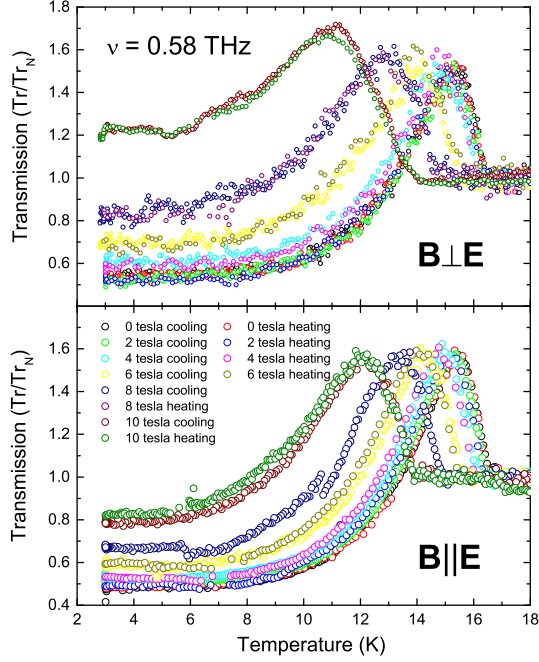 1.8
1.6
1.4
1.2
1.0
0.8
0.6
Transmission (Tr/Tr_N)
ν = 0.58 THz
B⊥E
1.6
1.4
1.2
1.0
0.8
0.6
0.4
Transmission (Tr/Tr_N)
0 tesla cooling 0 tesla heating
2 tesla cooling 2 tesla heating
4 tesla cooling 4 tesla heating
6 tesla cooling 6 tesla heating
8 tesla cooling
8 tesla heating
10 tesla cooling
10 tesla heating
B||E
2 4 6 8 10 12 14 16 18
Temperature (K)